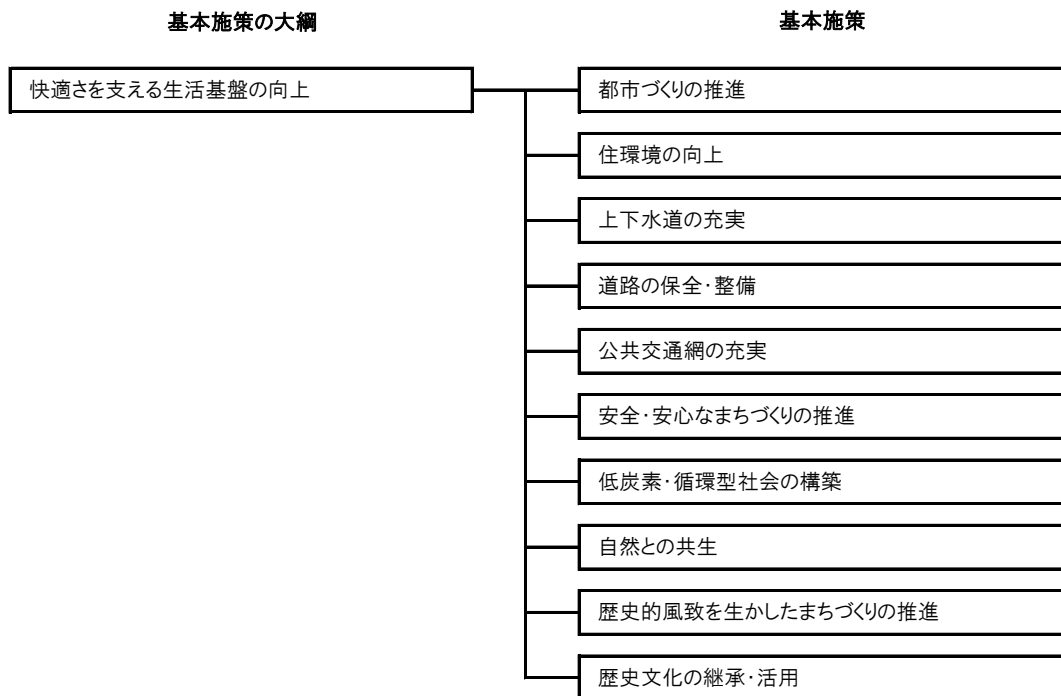 基本施策の大綱
基本施策
快適さを支える生活基盤の向上
都市づくりの推進
住環境の向上
上下水道の充実
道路の保全・整備
公共交通網の充実
安全・安心なまちづくりの推進
低炭素・循環型社会の構築
自然との共生
歴史的風致を生かしたまちづくりの推進
歴史文化の継承・活用